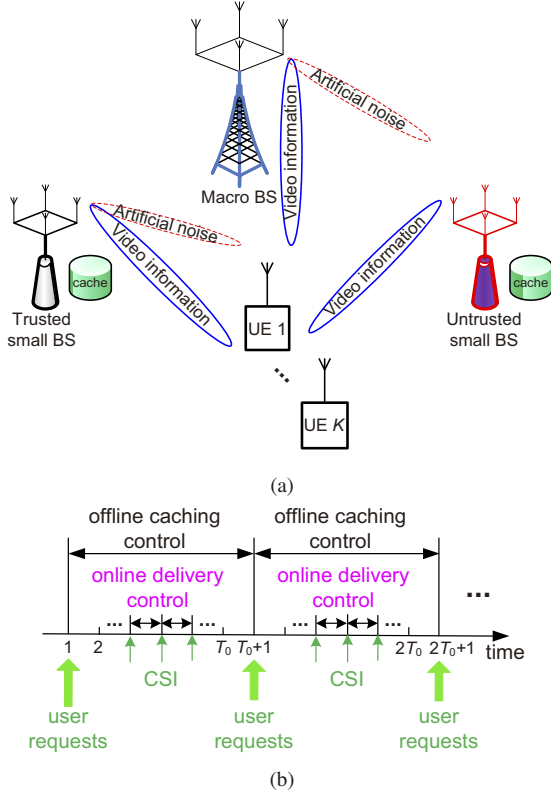 Artificial noise
Video information
Macro BS
Artificial noise
Video information
Video information
cache
cache
Trusted
small BS
UE 1
Untrusted
small BS
...
UE K
(a)
offline caching
control
offline caching
control
online delivery
control
online delivery
control
...
... ... ... ...
1 2 T₀ T₀+1 2T₀ 2T₀+1 time
CSI CSI
user
requests
user
requests
user
requests
(b)